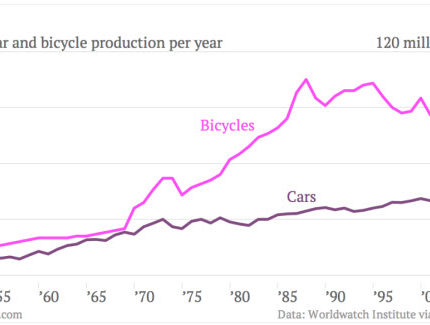 ar and bicycle production per year 120 mill
Bicycles
Cars
55 ’60 ’65 ’70 ’75 ’80 ’85 ’90 ’95 ’0
.com Data: Worldwatch Institute via